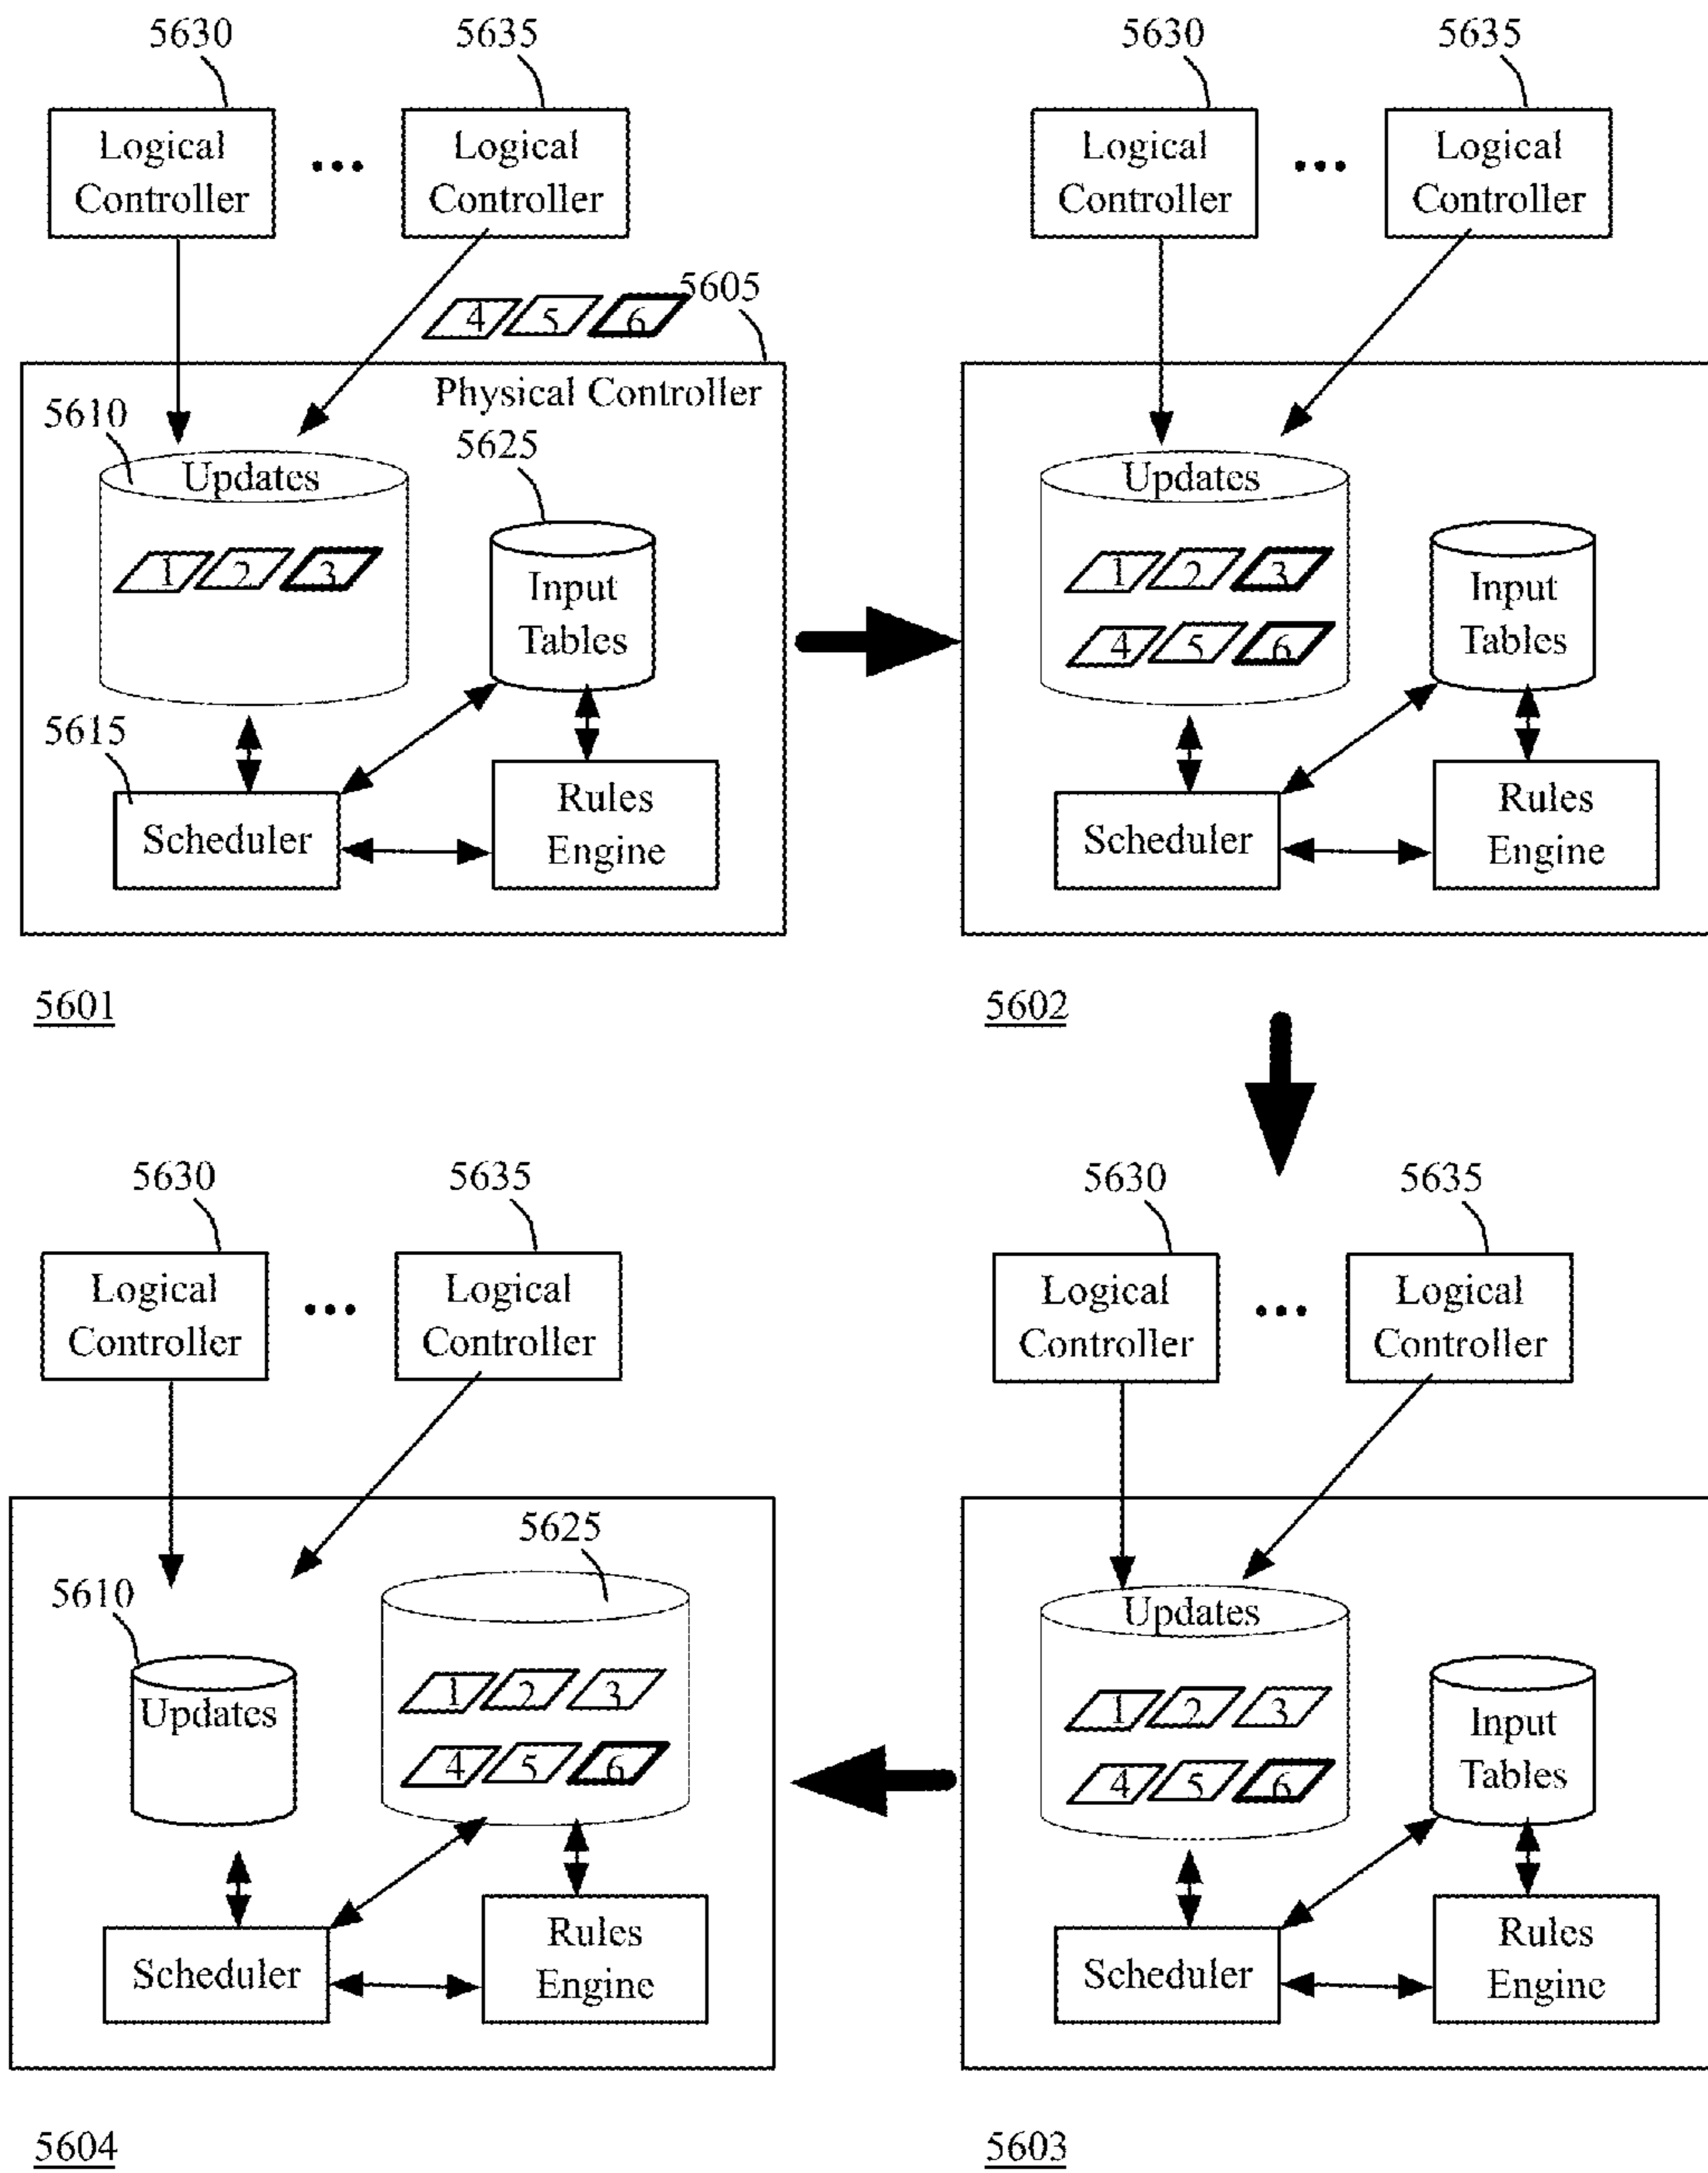 5630 5635
Logical Controller
Logical Controller
4 5 6
5605
Physical Controller
5610
Updates
5625
1 2 3
Input
Tables
5615
Scheduler
Rules
Engine
5601
5630 5635
Logical Controller
Logical Controller
Updates
1 2 3
4 5 6
Input
Tables
Scheduler
Rules
Engine
5602
5630 5635
Logical Controller
Logical Controller
Updates
1 2 3
4 5 6
Input
Tables
Scheduler
Rules
Engine
5603
5630 5635
Logical Controller
Logical Controller
5625
5610
Updates
1 2 3
4 5 6
Scheduler
Rules
Engine
5604